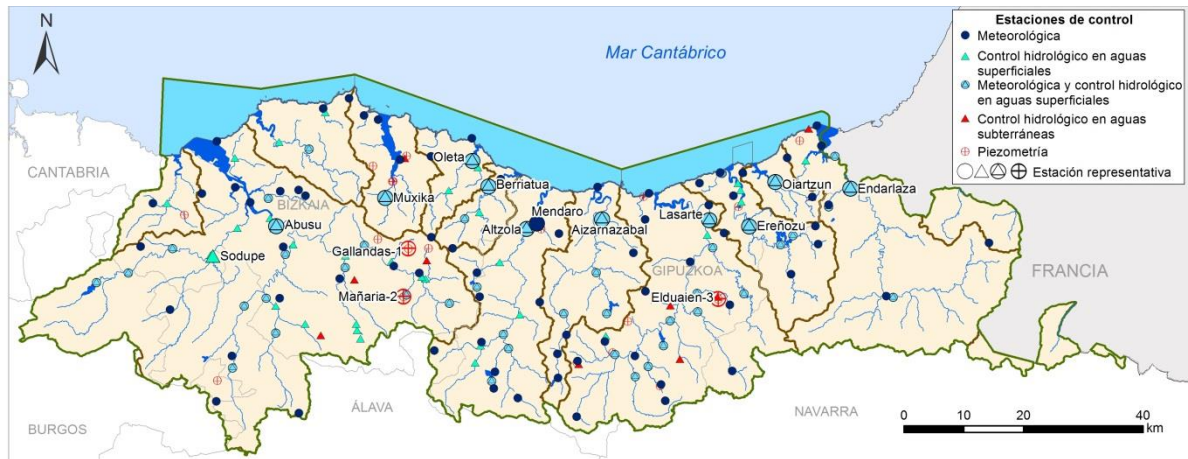 N
Mar Cantábrico
Estaciones de control
Meteorológica
Control hidrológico en aguas
superficiales
Meteorológica y control hidrológico
en aguas superficiales
Control hidrológico en aguas
subterráneas
Piezometría
Estación representativa
CANTABRIA
Oleta
Berriatua
Oiartzun
Endarlaza
BIZKAIA
Muxika
Abusu
Mendaro
Altzola
Aizarnazabal
Lasarte
Ereñozu
Gallandas-1
Sodupe
GIPUZKOA
FRANCIA
Mañaria-2
Elduaien-3
ÁLAVA
NAVARRA
BURGOS
0 10 20 40
km